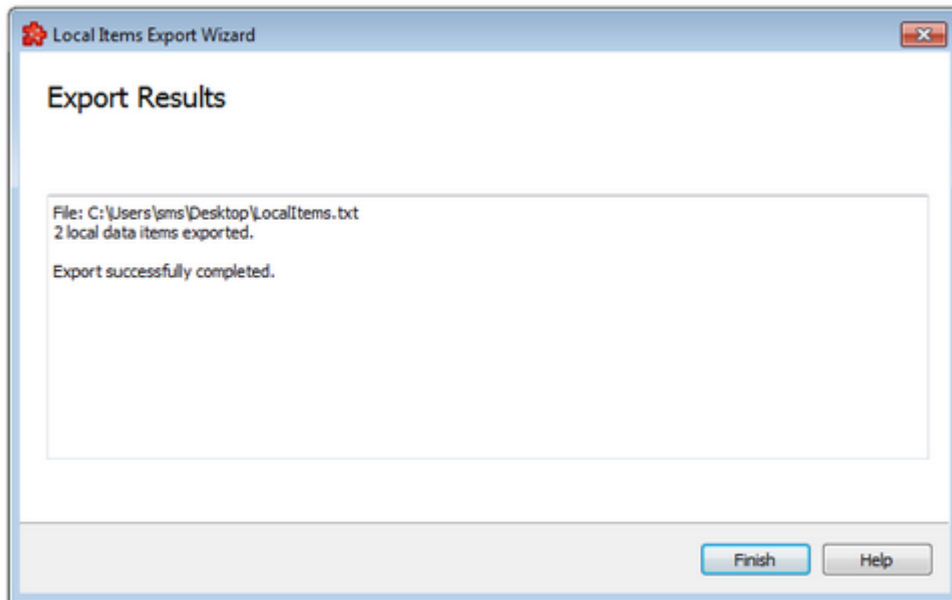 Local Items Export Wizard
Export Results
File: C:\Users\sms\Desktop\LocalItems.txt
2 local data items exported.
Export successfully completed.
Finish
Help